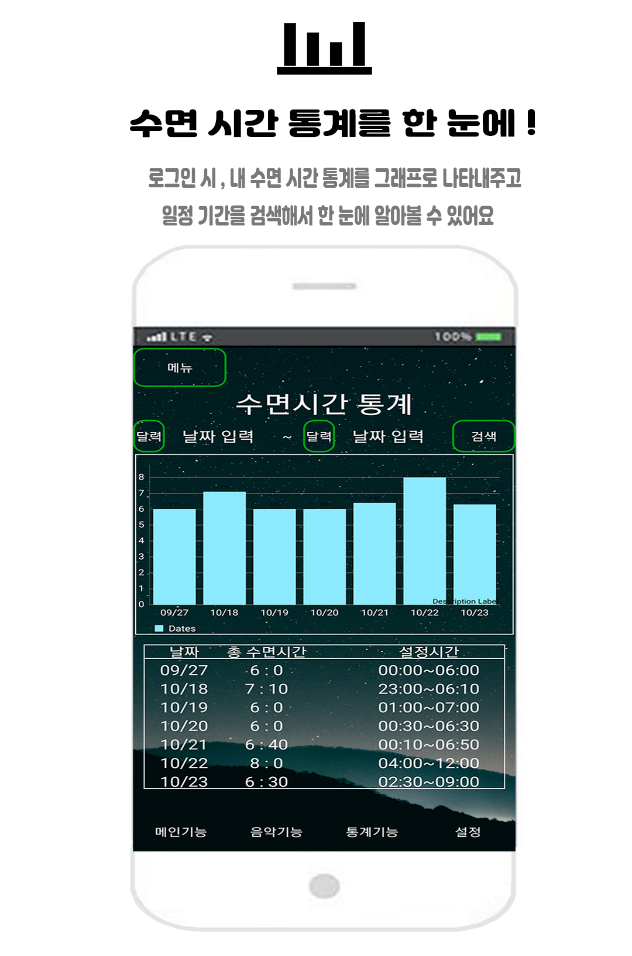 수면 시간 통계를 한 눈에 !
로그인 시 , 내 수면 시간 통계를 그래프로 나타내주고
일정 기간을 검색해서 한 눈에 알아볼 수 있어요
LTE 100%
메뉴
수면시간 통계
달력 날짜 입력 ~ 달력 날짜 입력 검색
8
7
6
5
4
3
2
1
0
Description Label
09/27 10/18 10/19 10/20 10/21 10/22 10/23
Dates
날짜 총 수면시간 설정시간
09/27 6 : 0 00:00~06:00
10/18 7 : 10 23:00~06:10
10/19 6 : 0 01:00~07:00
10/20 6 : 0 00:30~06:30
10/21 6 : 40 00:10~06:50
10/22 8 : 0 04:00~12:00
10/23 6 : 30 02:30~09:00
메인기능 음악기능 통계기능 설정